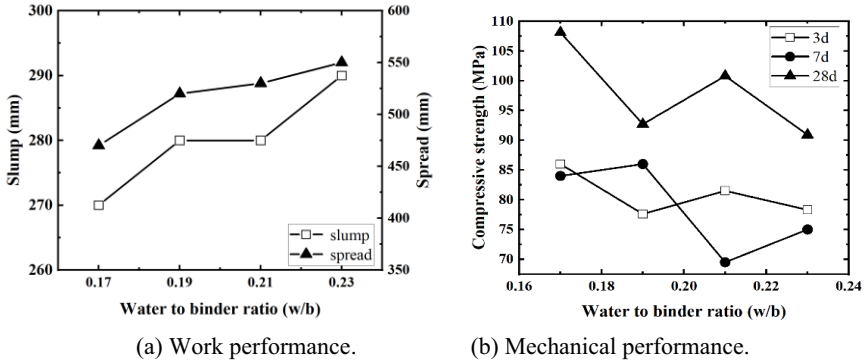 300
290
280
270
260
Slump (mm)
600
550
500
450
400
350
Spread (mm)
slump
spread
0.17 0.19 0.21 0.23
Water to binder ratio (w/b)
(a) Work performance.
110
105
100
95
90
85
80
75
70
Compressive strength (MPa)
3d
7d
28d
0.16 0.18 0.20 0.22 0.24
Water to binder ratio (w/b)
(b) Mechanical performance.